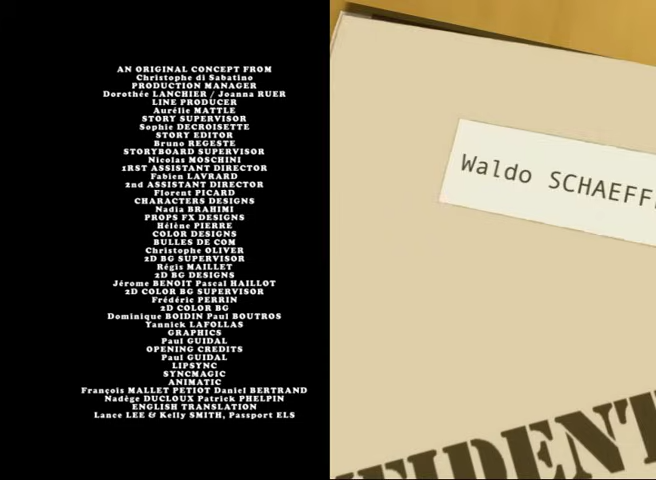 AN ORIGINAL CONCEPT FROM
Christophe di Sabatino
PRODUCTION MANAGER
Dorothée LANCHIER / Joanna RUER
LINE PRODUCER
Aurélie MATTLE
STORY SUPERVISOR
Sophie DECROISETTE
STORY EDITOR
Bruno REGESTE
STORYBOARD SUPERVISOR
Nicolas MOSCHINI
1RST ASSISTANT DIRECTOR
Fabien LAVRARD
2nd ASSISTANT DIRECTOR
Florent PICARD
CHARACTERS DESIGNS
Nadia BRAHIMI
PROPS FX DESIGNS
Hélène PIERRE
COLOR DESIGNS
BULLES DE COM
Christophe OLIVER
2D BG SUPERVISOR
Régis MAILLET
2D BG DESIGNS
Jérome BENOIT Pascal HAILLOT
2D COLOR BG SUPERVISOR
Frédéric PERRIN
2D COLOR BG
Dominique BOIDIN Paul BOUTROS
Yannick LAFOLLAS
GRAPHICS
Paul GUIDAL
OPENING CREDITS
Paul GUIDAL
LIPSYNC
SYNCMAGIC
ANIMATIC
François MALLET PETIOT Daniel BERTRAND
Nadège DUCLOUX Patrick PHELPIN
ENGLISH TRANSLATION
Lance LEE & Kelly SMITH, Passport ELS
Waldo SCHAEFF
FIDENT